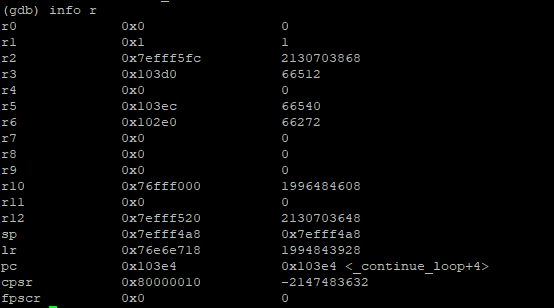 (gdb) info r
r0 0x0 0
r1 0x1 1
r2 0x7efff5fc 2130703868
r3 0x103d0 66512
r4 0x0 0
r5 0x103ec 66540
r6 0x102e0 66272
r7 0x0 0
r8 0x0 0
r9 0x0 0
r10 0x76fff000 1996484608
r11 0x0 0
r12 0x7efff520 2130703648
sp 0x7efff4a8 0x7efff4a8
lr 0x76e6e718 1994843928
pc 0x103e4 0x103e4 <_continue_loop+4>
cpsr 0x80000010 -2147483632
fpscr 0x0 0